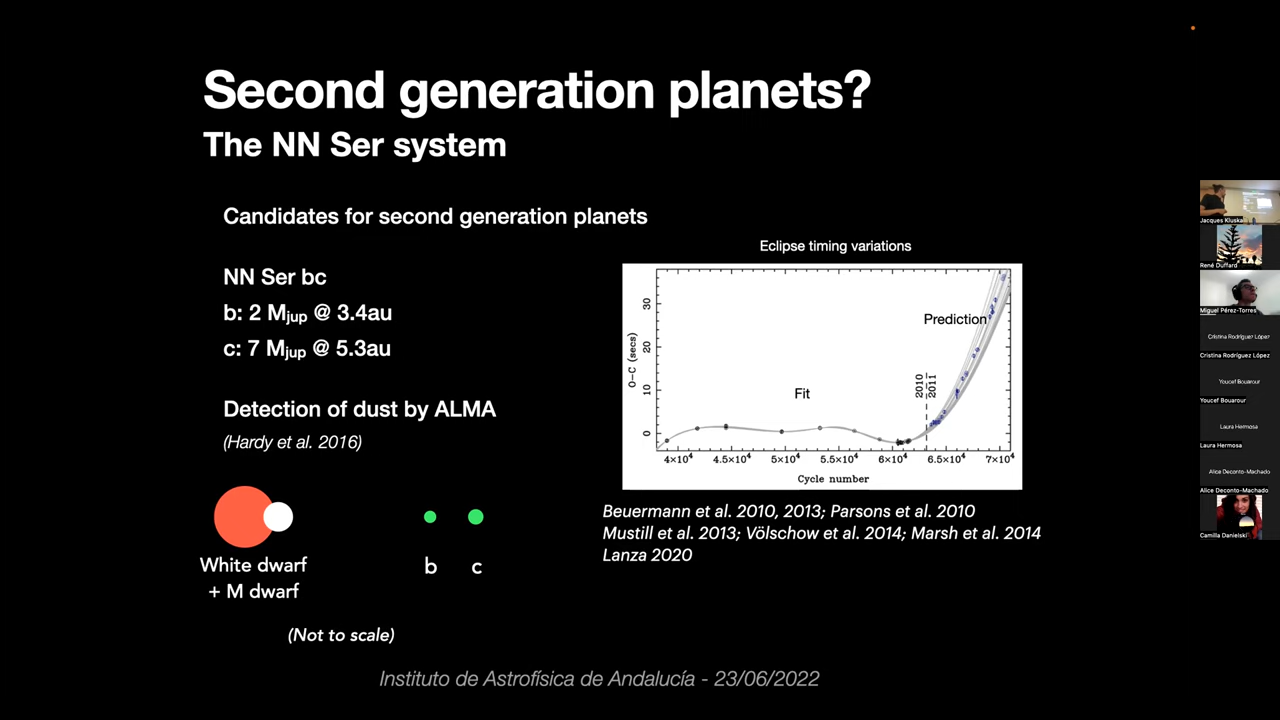 Second generation planets?
The NN Ser system
Candidates for second generation planets
NN Ser bc
b: 2 Mjup @ 3.4au
c: 7 Mjup @ 5.3au
Detection of dust by ALMA
(Hardy et al. 2016)
White dwarf
+ M dwarf
b
c
(Not to scale)
Eclipse timing variations
O−C (secs)
30
20
10
0
Fit
Prediction
2010
2011
4×10⁴
4.5×10⁴
5×10⁴
5.5×10⁴
6×10⁴
6.5×10⁴
7×10⁴
Cycle number
Beuermann et al. 2010, 2013; Parsons et al. 2010
Mustill et al. 2013; Völschow et al. 2014; Marsh et al. 2014
Lanza 2020
Instituto de Astrofísica de Andalucía - 23/06/2022
Jacques Kluska
René Duffard
Miguel Pérez-Torres
Cristina Rodríguez López
Cristina Rodríguez López
Youcef Bouarour
Youcef Bouarour
Laura Hermosa
Laura Hermosa
Alice Deconto-Machado
Alice Deconto-Machado
Camilla Danielski